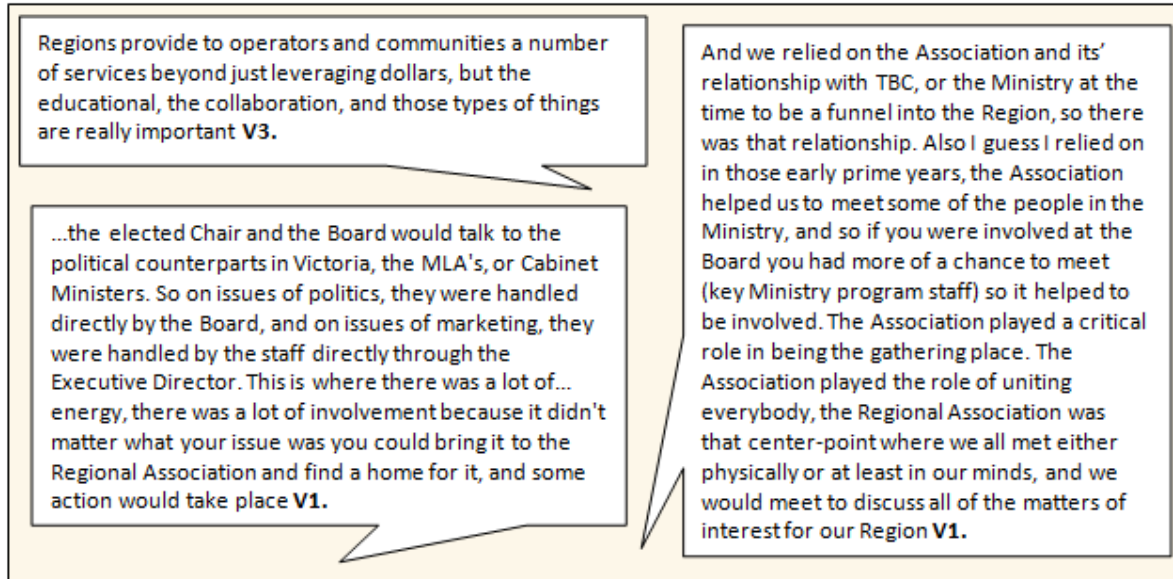 Regions provide to operators and communities a number
of services beyond just leveraging dollars, but the
educational, the collaboration, and those types of things
are really important V3.
...the elected Chair and the Board would talk to the
political counterparts in Victoria, the MLA's, or Cabinet
Ministers. So on issues of politics, they were handled
directly by the Board, and on issues of marketing, they
were handled by the staff directly through the
Executive Director. This is where there was a lot of...
energy, there was a lot of involvement because it didn't
matter what your issue was you could bring it to the
Regional Association and find a home for it, and some
action would take place V1.
And we relied on the Association and its’
relationship with TBC, or the Ministry at the
time to be a funnel into the Region, so there
was that relationship. Also I guess I relied on
in those early prime years, the Association
helped us to meet some of the people in the
Ministry, and so if you were involved at the
Board you had more of a chance to meet
(key Ministry program staff) so it helped to
be involved. The Association played a critical
role in being the gathering place. The
Association played the role of uniting
everybody, the Regional Association was
that center-point where we all met either
physically or at least in our minds, and we
would meet to discuss all of the matters of
interest for our Region V1.